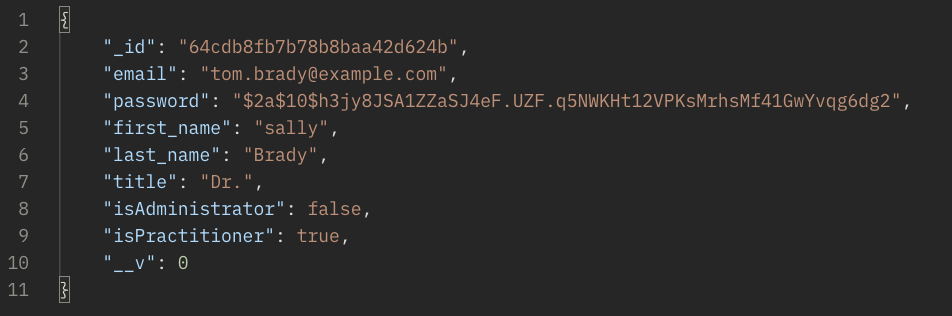 1 {
2 "_id": "64cdb8fb7b78b8baa42d624b",
3 "email": "tom.brady@example.com",
4 "password": "$2a$10$h3jy8JSA1ZZaSJ4eF.UZF.q5NWKHt12VPKsMrhsMf41GwYvqg6dg2",
5 "first_name": "sally",
6 "last_name": "Brady",
7 "title": "Dr.",
8 "isAdministrator": false,
9 "isPractitioner": true,
10 "__v": 0
11 }